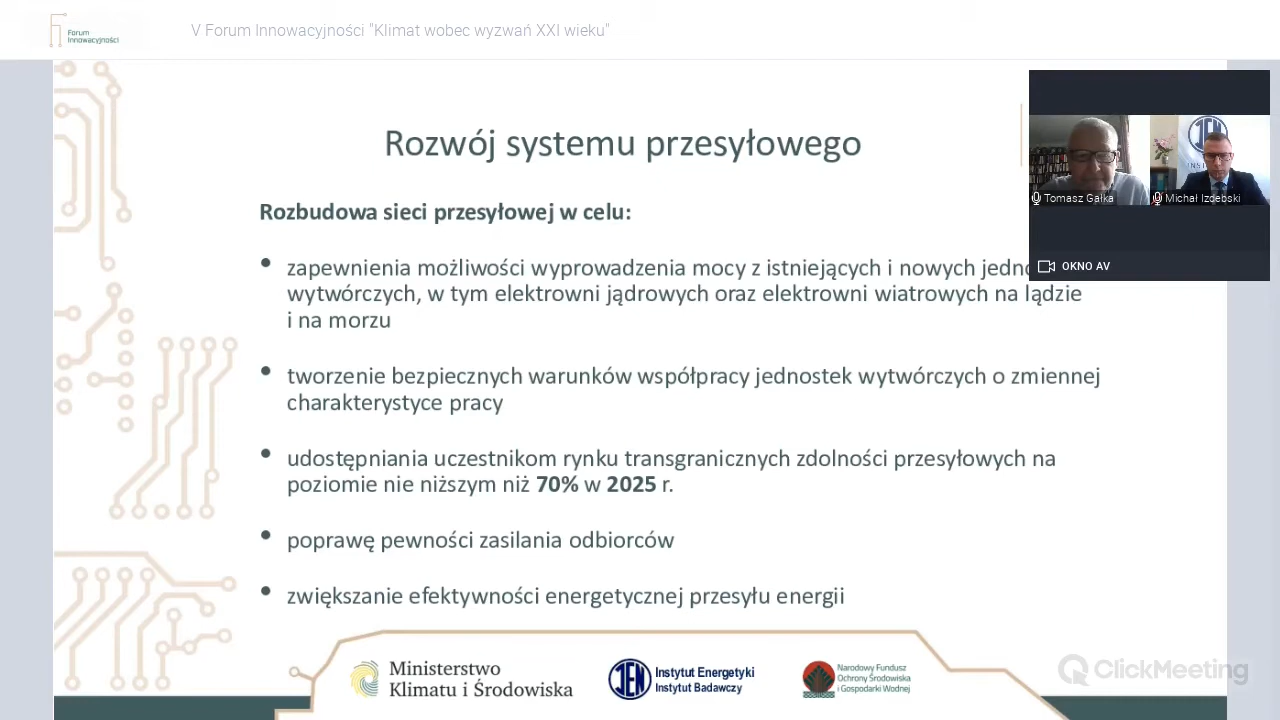 Forum
Innowacyjności
V Forum Innowacyjności "Klimat wobec wyzwań XXI wieku"
Rozwój systemu przesyłowego
Rozbudowa sieci przesyłowej w celu:
• zapewnienia możliwości wyprowadzenia mocy z istniejących i nowych
wytwórczych, w tym elektrowni jądrowych oraz elektrowni wiatrowych na lądzie
i na morzu
• tworzenie bezpiecznych warunków współpracy jednostek wytwórczych o zmiennej
charakterystyce pracy
• udostępniania uczestnikom rynku transgranicznych zdolności przesyłowych na
poziomie nie niższym niż 70% w 2025 r.
• poprawę pewności zasilania odbiorców
• zwiększanie efektywności energetycznej przesyłu energii
Tomasz Gałka
Michał Izdebski
OKNO AV
Ministerstwo
Klimatu i Środowiska
IEN
Instytut Energetyki
Instytut Badawczy
Narodowy Fundusz
Ochrony Środowiska
i Gospodarki Wodnej
ClickMeeting